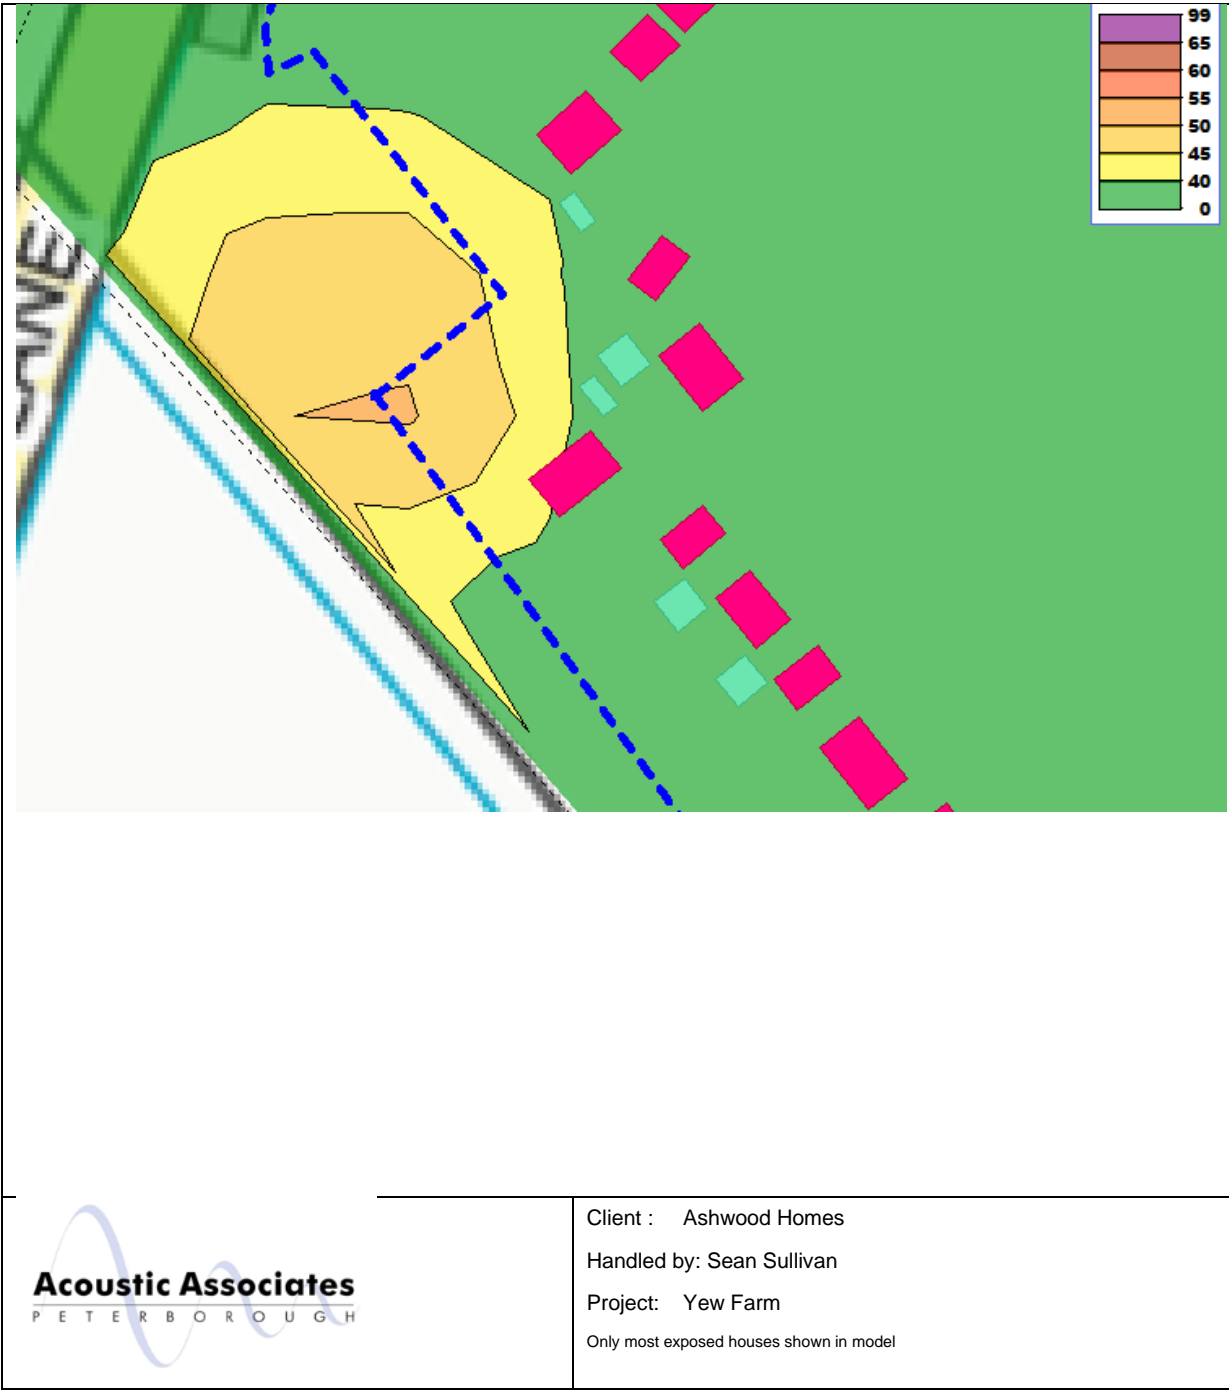 99
65
60
55
50
45
40
0
LANE
Acoustic Associates
PETERBOROUGH
Client : Ashwood Homes
Handled by: Sean Sullivan
Project: Yew Farm
Only most exposed houses shown in model